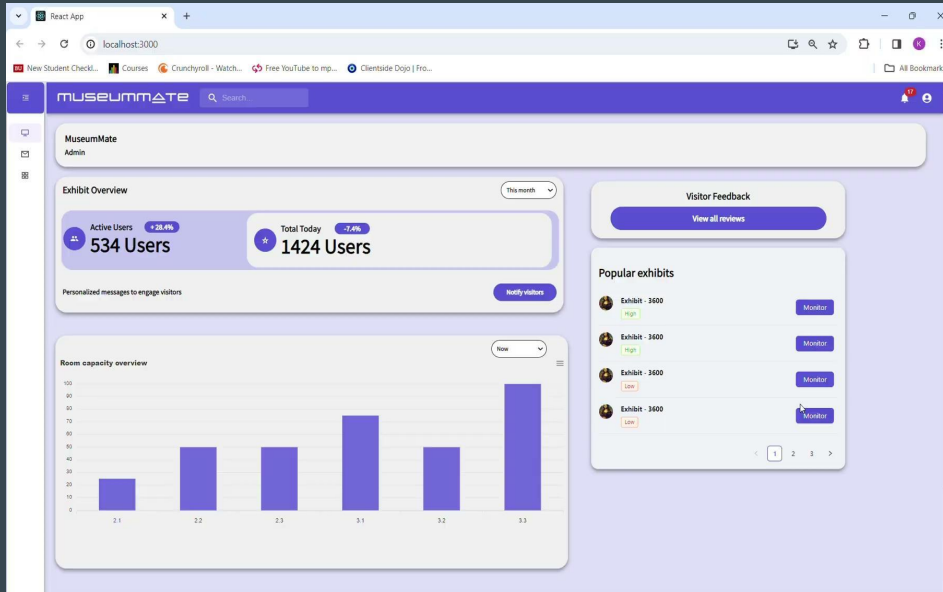 React App
localhost:3000
New Student Checkl...
Courses
Crunchyroll - Watch...
Free YouTube to mp...
Clientside Dojo | Fro...
All Bookmark
MUSEUMMATE
Search...
17
K
MuseumMate
Admin
Exhibit Overview
This month
Active Users
+28.4%
534 Users
Total Today
-7.4%
1424 Users
Personalized messages to engage visitors
Notify visitors
Visitor Feedback
View all reviews
Popular exhibits
Exhibit - 3600
High
Monitor
Exhibit - 3600
High
Monitor
Exhibit - 3600
Low
Monitor
Exhibit - 3600
Low
Monitor
1 2 3
Now
Room capacity overview
100
90
80
70
60
50
40
30
20
10
0
2.1 2.2 2.3 3.1 3.2 3.3